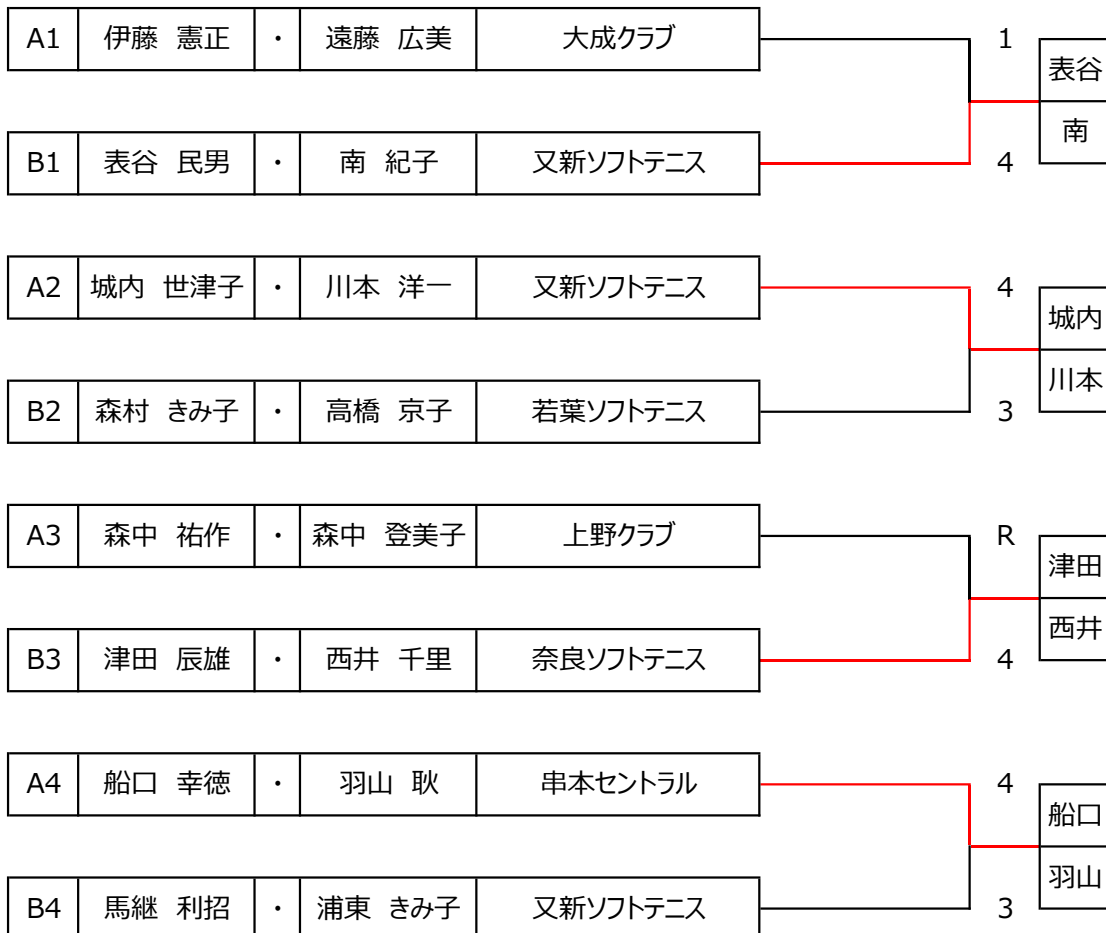 A1 伊藤 憲正 ・ 遠藤 広美 大成クラブ 1
表谷
南
B1 表谷 民男 ・ 南 紀子 又新ソフトテニス 4
A2 城内 世津子 ・ 川本 洋一 又新ソフトテニス 4
城内
川本
B2 森村 きみ子 ・ 高橋 京子 若葉ソフトテニス 3
A3 森中 祐作 ・ 森中 登美子 上野クラブ R
津田
西井
B3 津田 辰雄 ・ 西井 千里 奈良ソフトテニス 4
A4 船口 幸徳 ・ 羽山 耿 串本セントラル 4
船口
羽山
B4 馬継 利招 ・ 浦東 きみ子 又新ソフトテニス 3